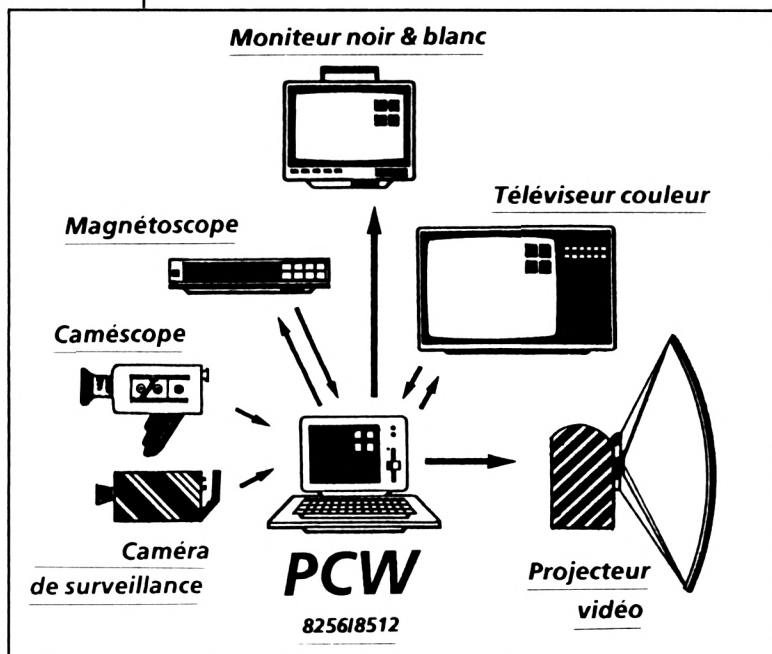 Moniteur noir & blanc
Téléviseur couleur
Magnétoscope
Caméscope
Caméra
de surveillance
PCW
8256/8512
Projecteur
vidéo